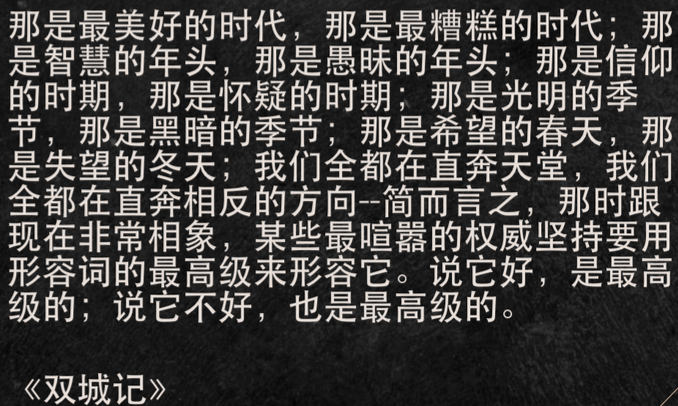 那是最美好的时代，那是最糟糕的时代；那
是智慧的年头，那是愚昧的年头；那是信仰
的时期，那是怀疑的时期；那是光明的季
节，那是黑暗的季节；那是希望的春天，那
是失望的冬天；我们全都在直奔天堂，我们
全都在直奔相反的方向--简而言之，那时跟
现在非常相象，某些最喧嚣的权威坚持要用
形容词的最高级来形容它。说它好，是最高
级的；说它不好，也是最高级的。
《双城记》